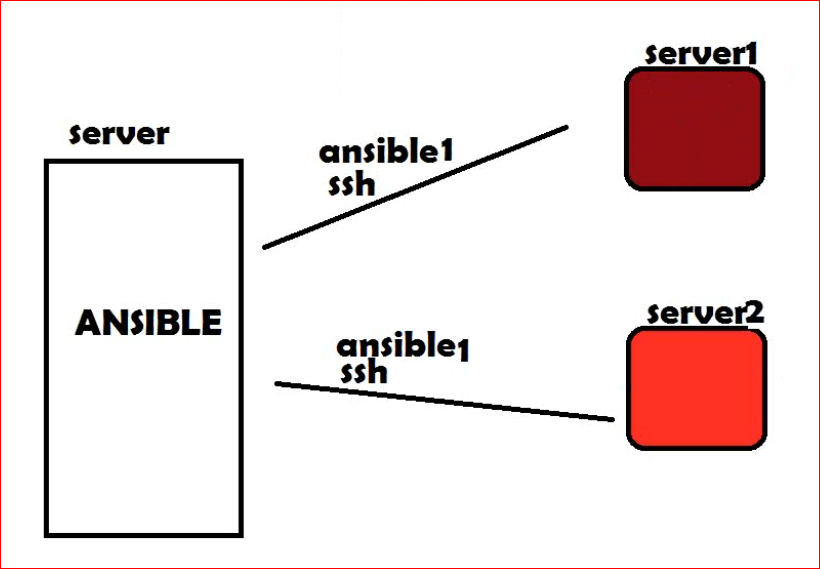 server
ANSIBLE
ansible1
ssh
server1
ansible1
ssh
server2